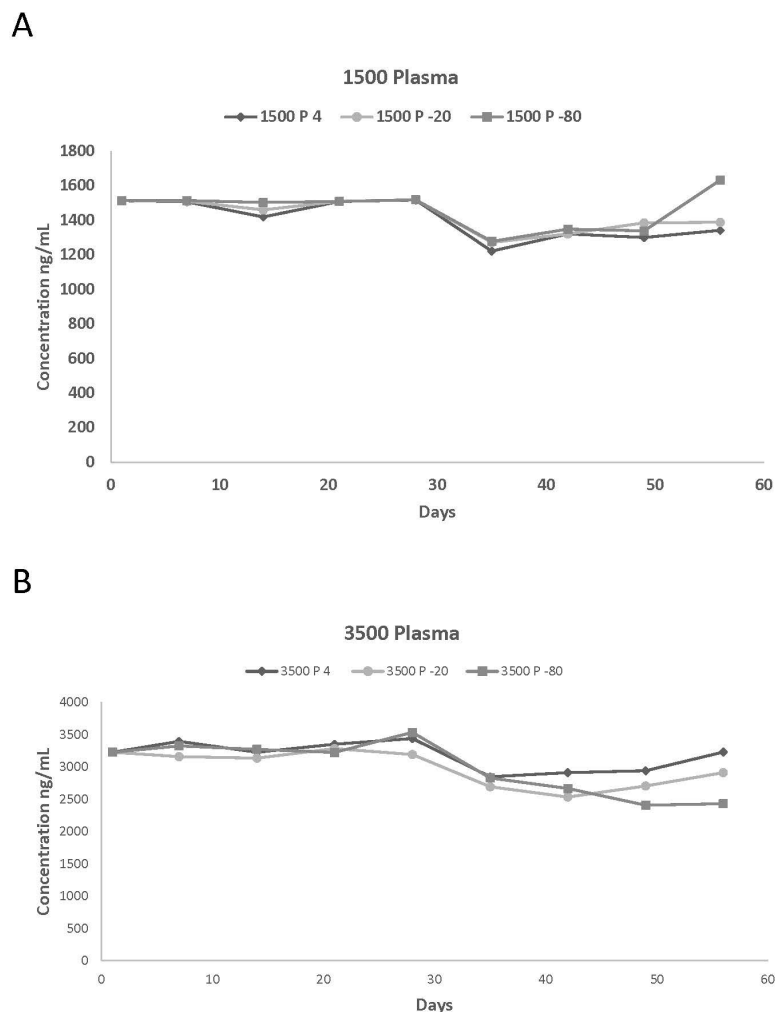 A
1500 Plasma
1500 P 4 1500 P -20 1500 P -80
1800
1600
1400
1200
1000
800
600
400
200
0
Concentration ng/mL
0 10 20 30 40 50 60
Days
B
3500 Plasma
3500 P 4 3500 P -20 3500 P -80
4000
3500
3000
2500
2000
1500
1000
500
0
Concentration ng/mL
0 10 20 30 40 50 60
Days